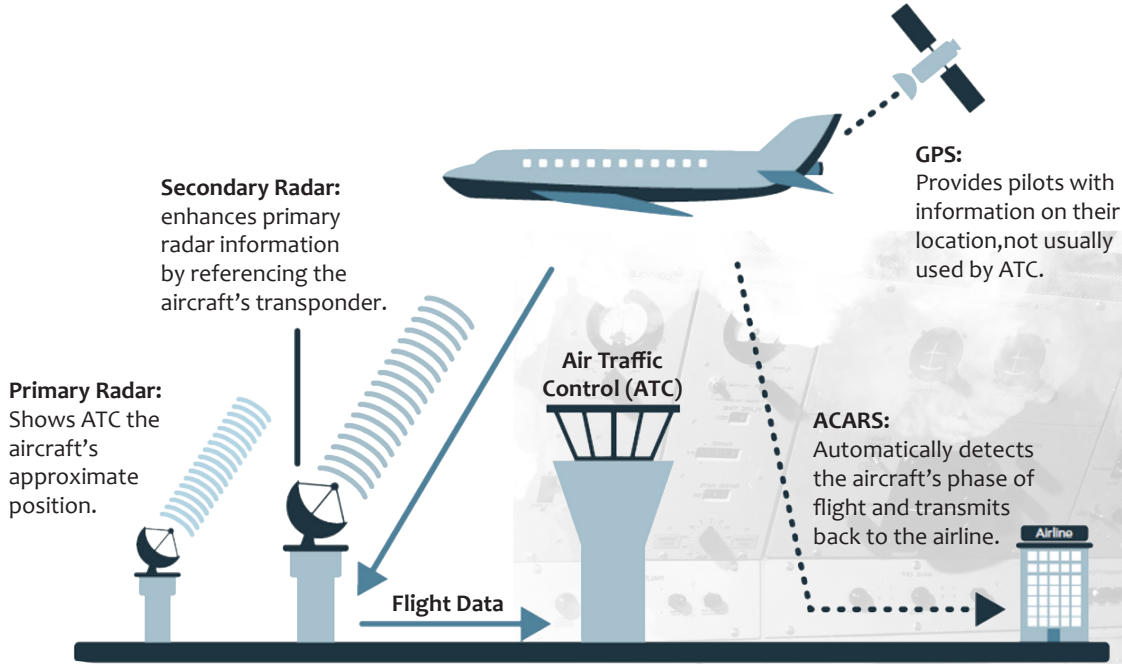 GPS:
Provides pilots with
information on their
location,not usually
used by ATC.
Secondary Radar:
enhances primary
radar information
by referencing the
aircraft's transponder.
Air Traffic
Control (ATC)
Primary Radar:
Shows ATC the
aircraft's
approximate
position.
ACARS:
Automatically detects
the aircraft's phase of
flight and transmits
back to the airline.
Airline
Flight Data